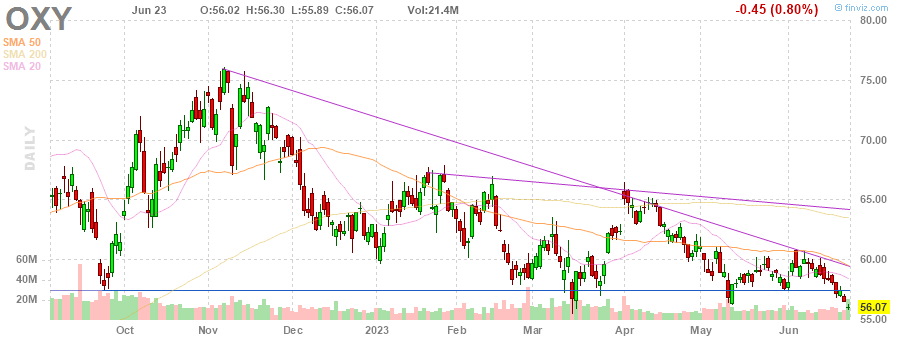 OXY Jun 23 O:56.02 H:56.30 L:55.89 C:56.07 Vol:21.4M -0.45 (0.80%) © finviz.com
SMA 50
SMA 200
SMA 20
DAILY
80.00
75.00
70.00
65.00
60M 60.00
40M
20M
56.07
55.00
Oct Nov Dec 2023 Feb Mar Apr May Jun